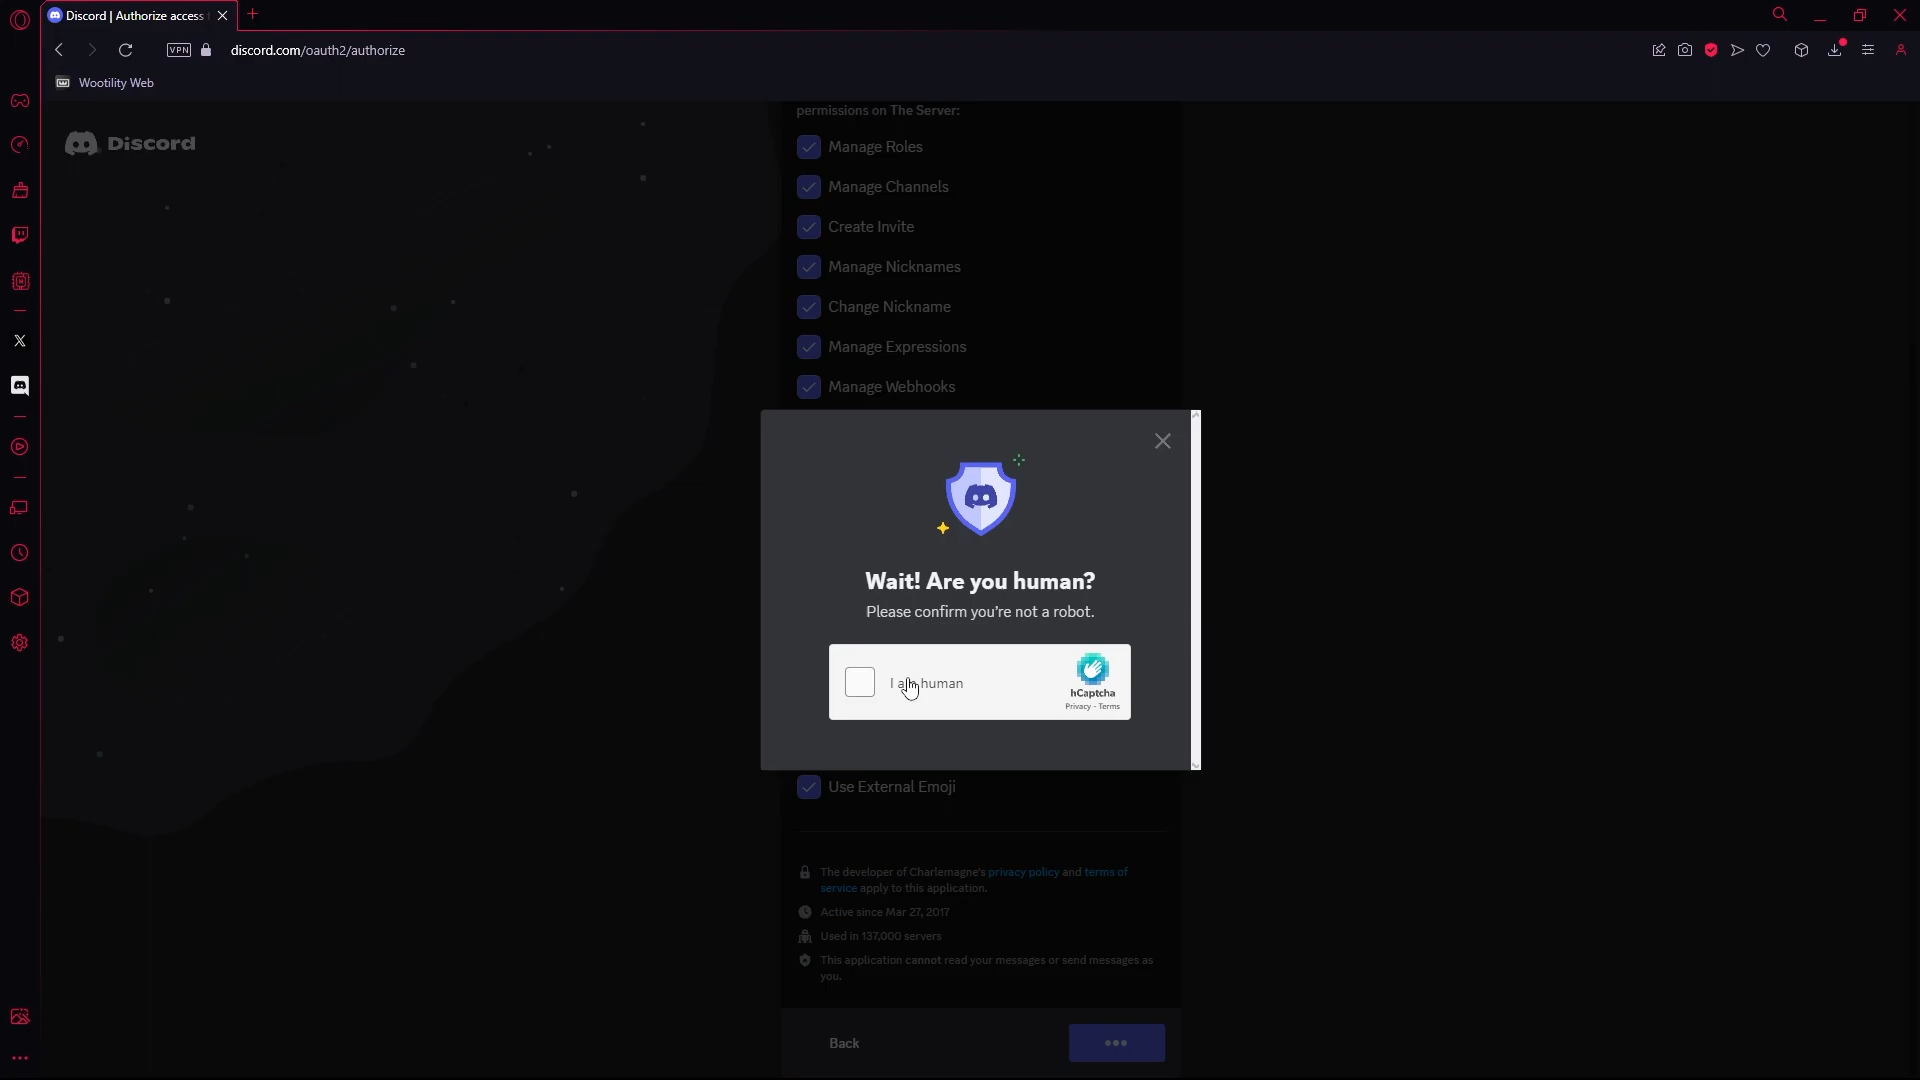 Discord | Authorize access
VPN
discord.com/oauth2/authorize
Wootility Web
Discord
permissions on The Server:
Manage Roles
Manage Channels
Create Invite
Manage Nicknames
Change Nickname
Manage Expressions
Manage Webhooks
Wait! Are you human?
Please confirm you're not a robot.
I am human
hCaptcha
Privacy - Terms
Use External Emoji
The developer of Charlemagne's privacy policy and terms of
service apply to this application.
Active since Mar 27, 2017
Used in 137,000 servers
This application cannot read your messages or send messages as
you.
Back